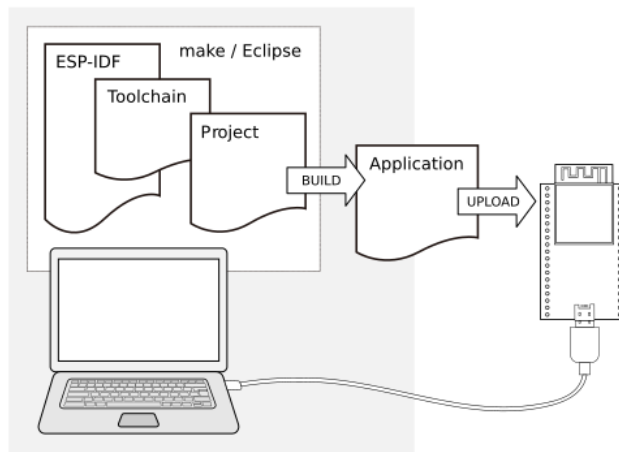 make / Eclipse
ESP-IDF
Toolchain
Project
BUILD
Application
UPLOAD